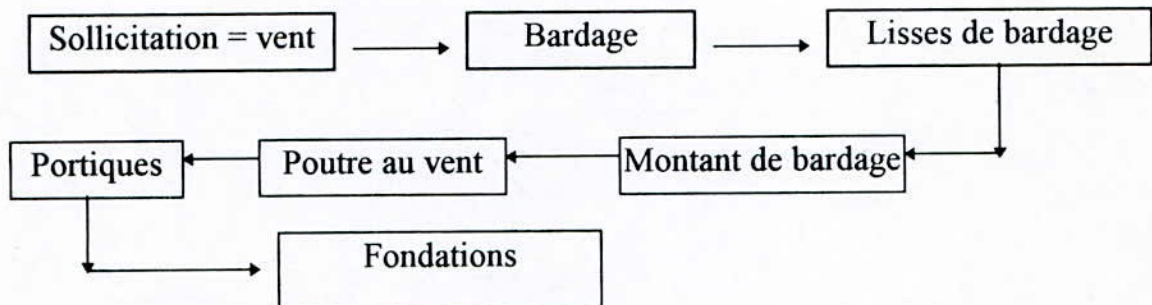 Sollicitation = vent
Bardage
Lisses de bardage
Portiques
Poutre au vent
Montant de bardage
Fondations